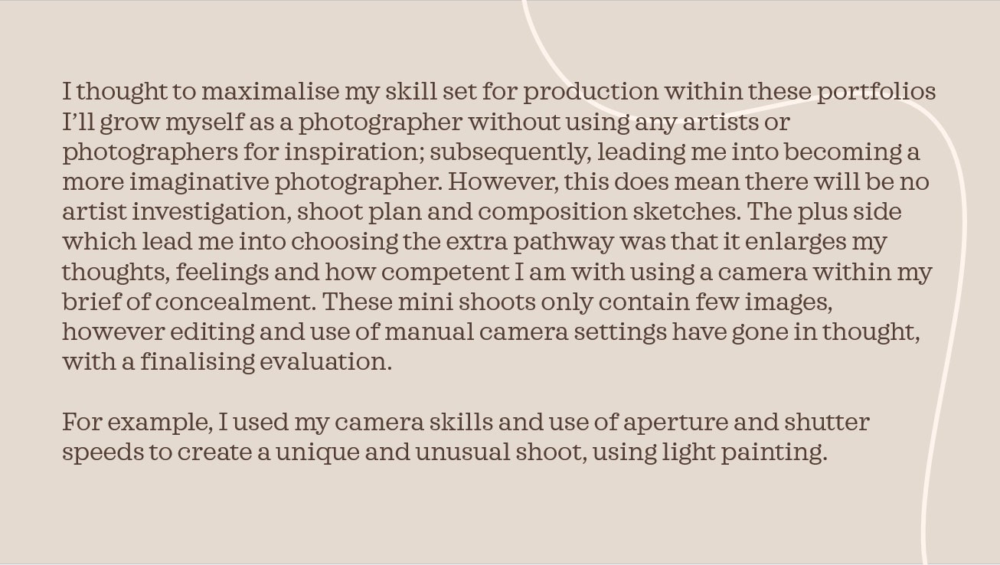 I thought to maximalise my skill set for production within these portfolios
I’ll grow myself as a photographer without using any artists or
photographers for inspiration; subsequently, leading me into becoming a
more imaginative photographer. However, this does mean there will be no
artist investigation, shoot plan and composition sketches. The plus side
which lead me into choosing the extra pathway was that it enlarges my
thoughts, feelings and how competent I am with using a camera within my
brief of concealment. These mini shoots only contain few images,
however editing and use of manual camera settings have gone in thought,
with a finalising evaluation.
For example, I used my camera skills and use of aperture and shutter
speeds to create a unique and unusual shoot, using light painting.